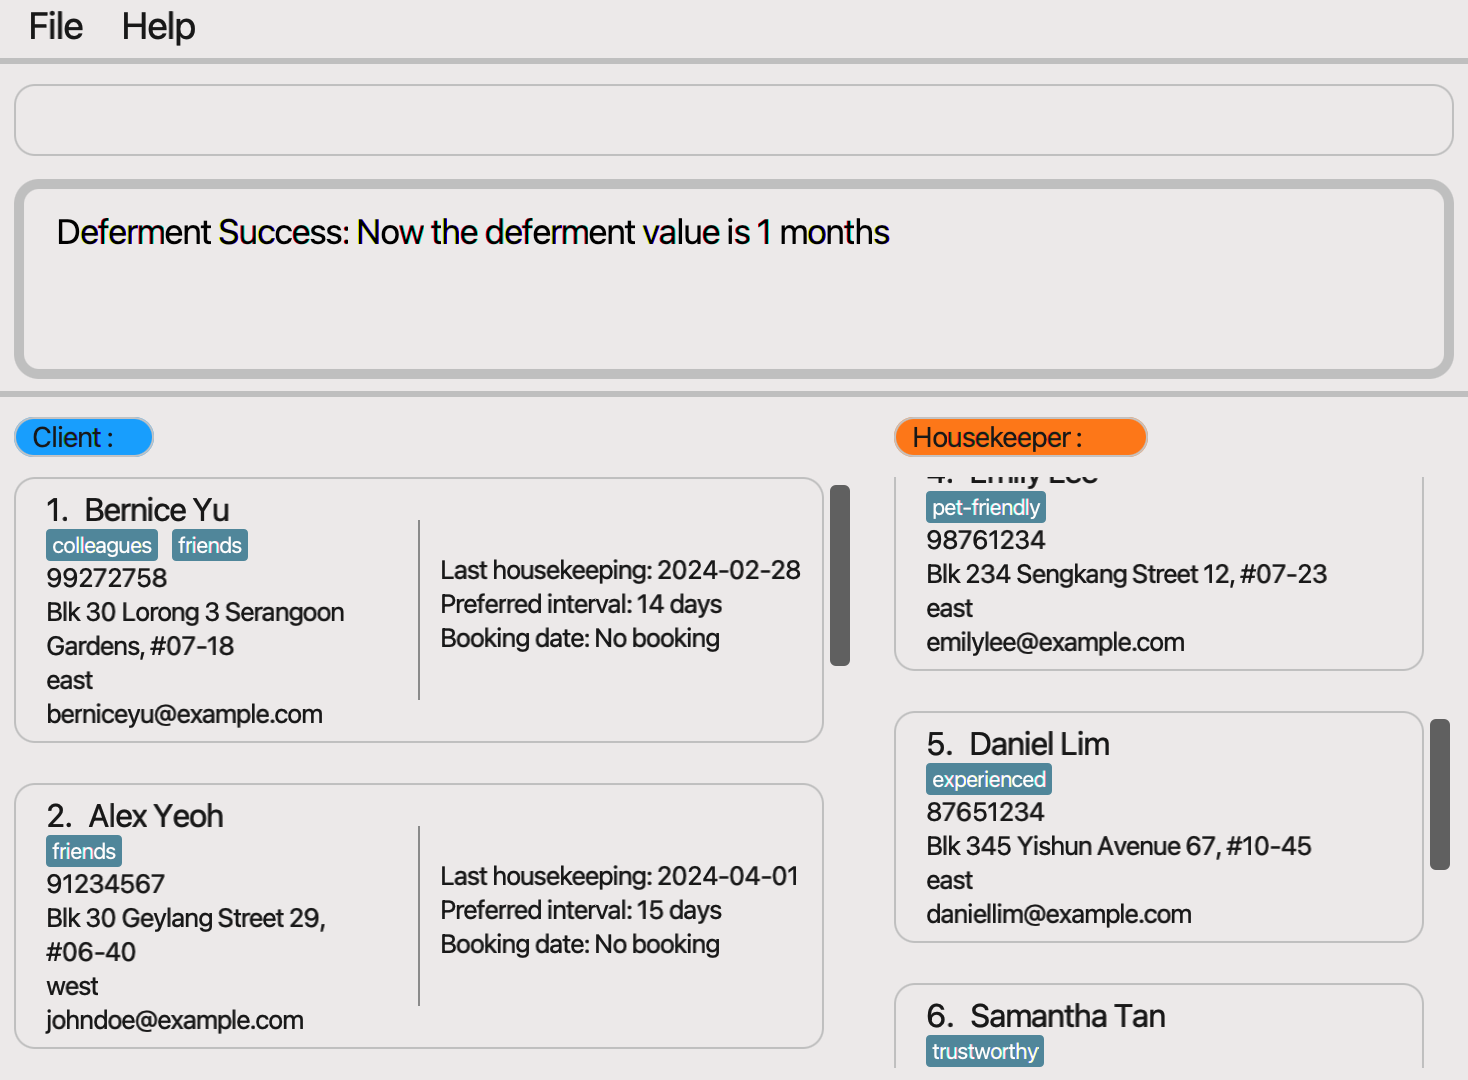 File Help
Deferment Success: Now the deferment value is 1 months
Client :
1. Bernice Yu
colleagues friends
99272758
Blk 30 Lorong 3 Serangoon
Gardens, #07-18
east
berniceyu@example.com
Last housekeeping: 2024-02-28
Preferred interval: 14 days
Booking date: No booking
2. Alex Yeoh
friends
91234567
Blk 30 Geylang Street 29,
#06-40
west
johndoe@example.com
Last housekeeping: 2024-04-01
Preferred interval: 15 days
Booking date: No booking
Housekeeper :
4. Emily Lee
pet-friendly
98761234
Blk 234 Sengkang Street 12, #07-23
east
emilylee@example.com
5. Daniel Lim
experienced
87651234
Blk 345 Yishun Avenue 67, #10-45
east
daniellim@example.com
6. Samantha Tan
trustworthy